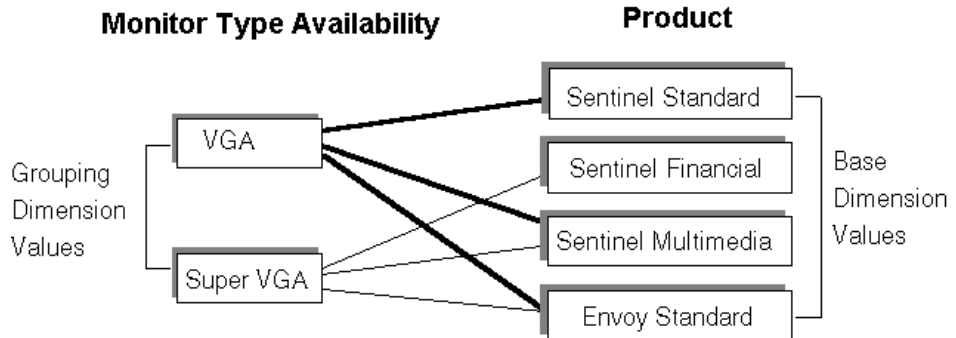 Monitor Type Availability
Product
VGA
Super VGA
Grouping
Dimension
Values
Sentinel Standard
Sentinel Financial
Sentinel Multimedia
Envoy Standard
Base
Dimension
Values